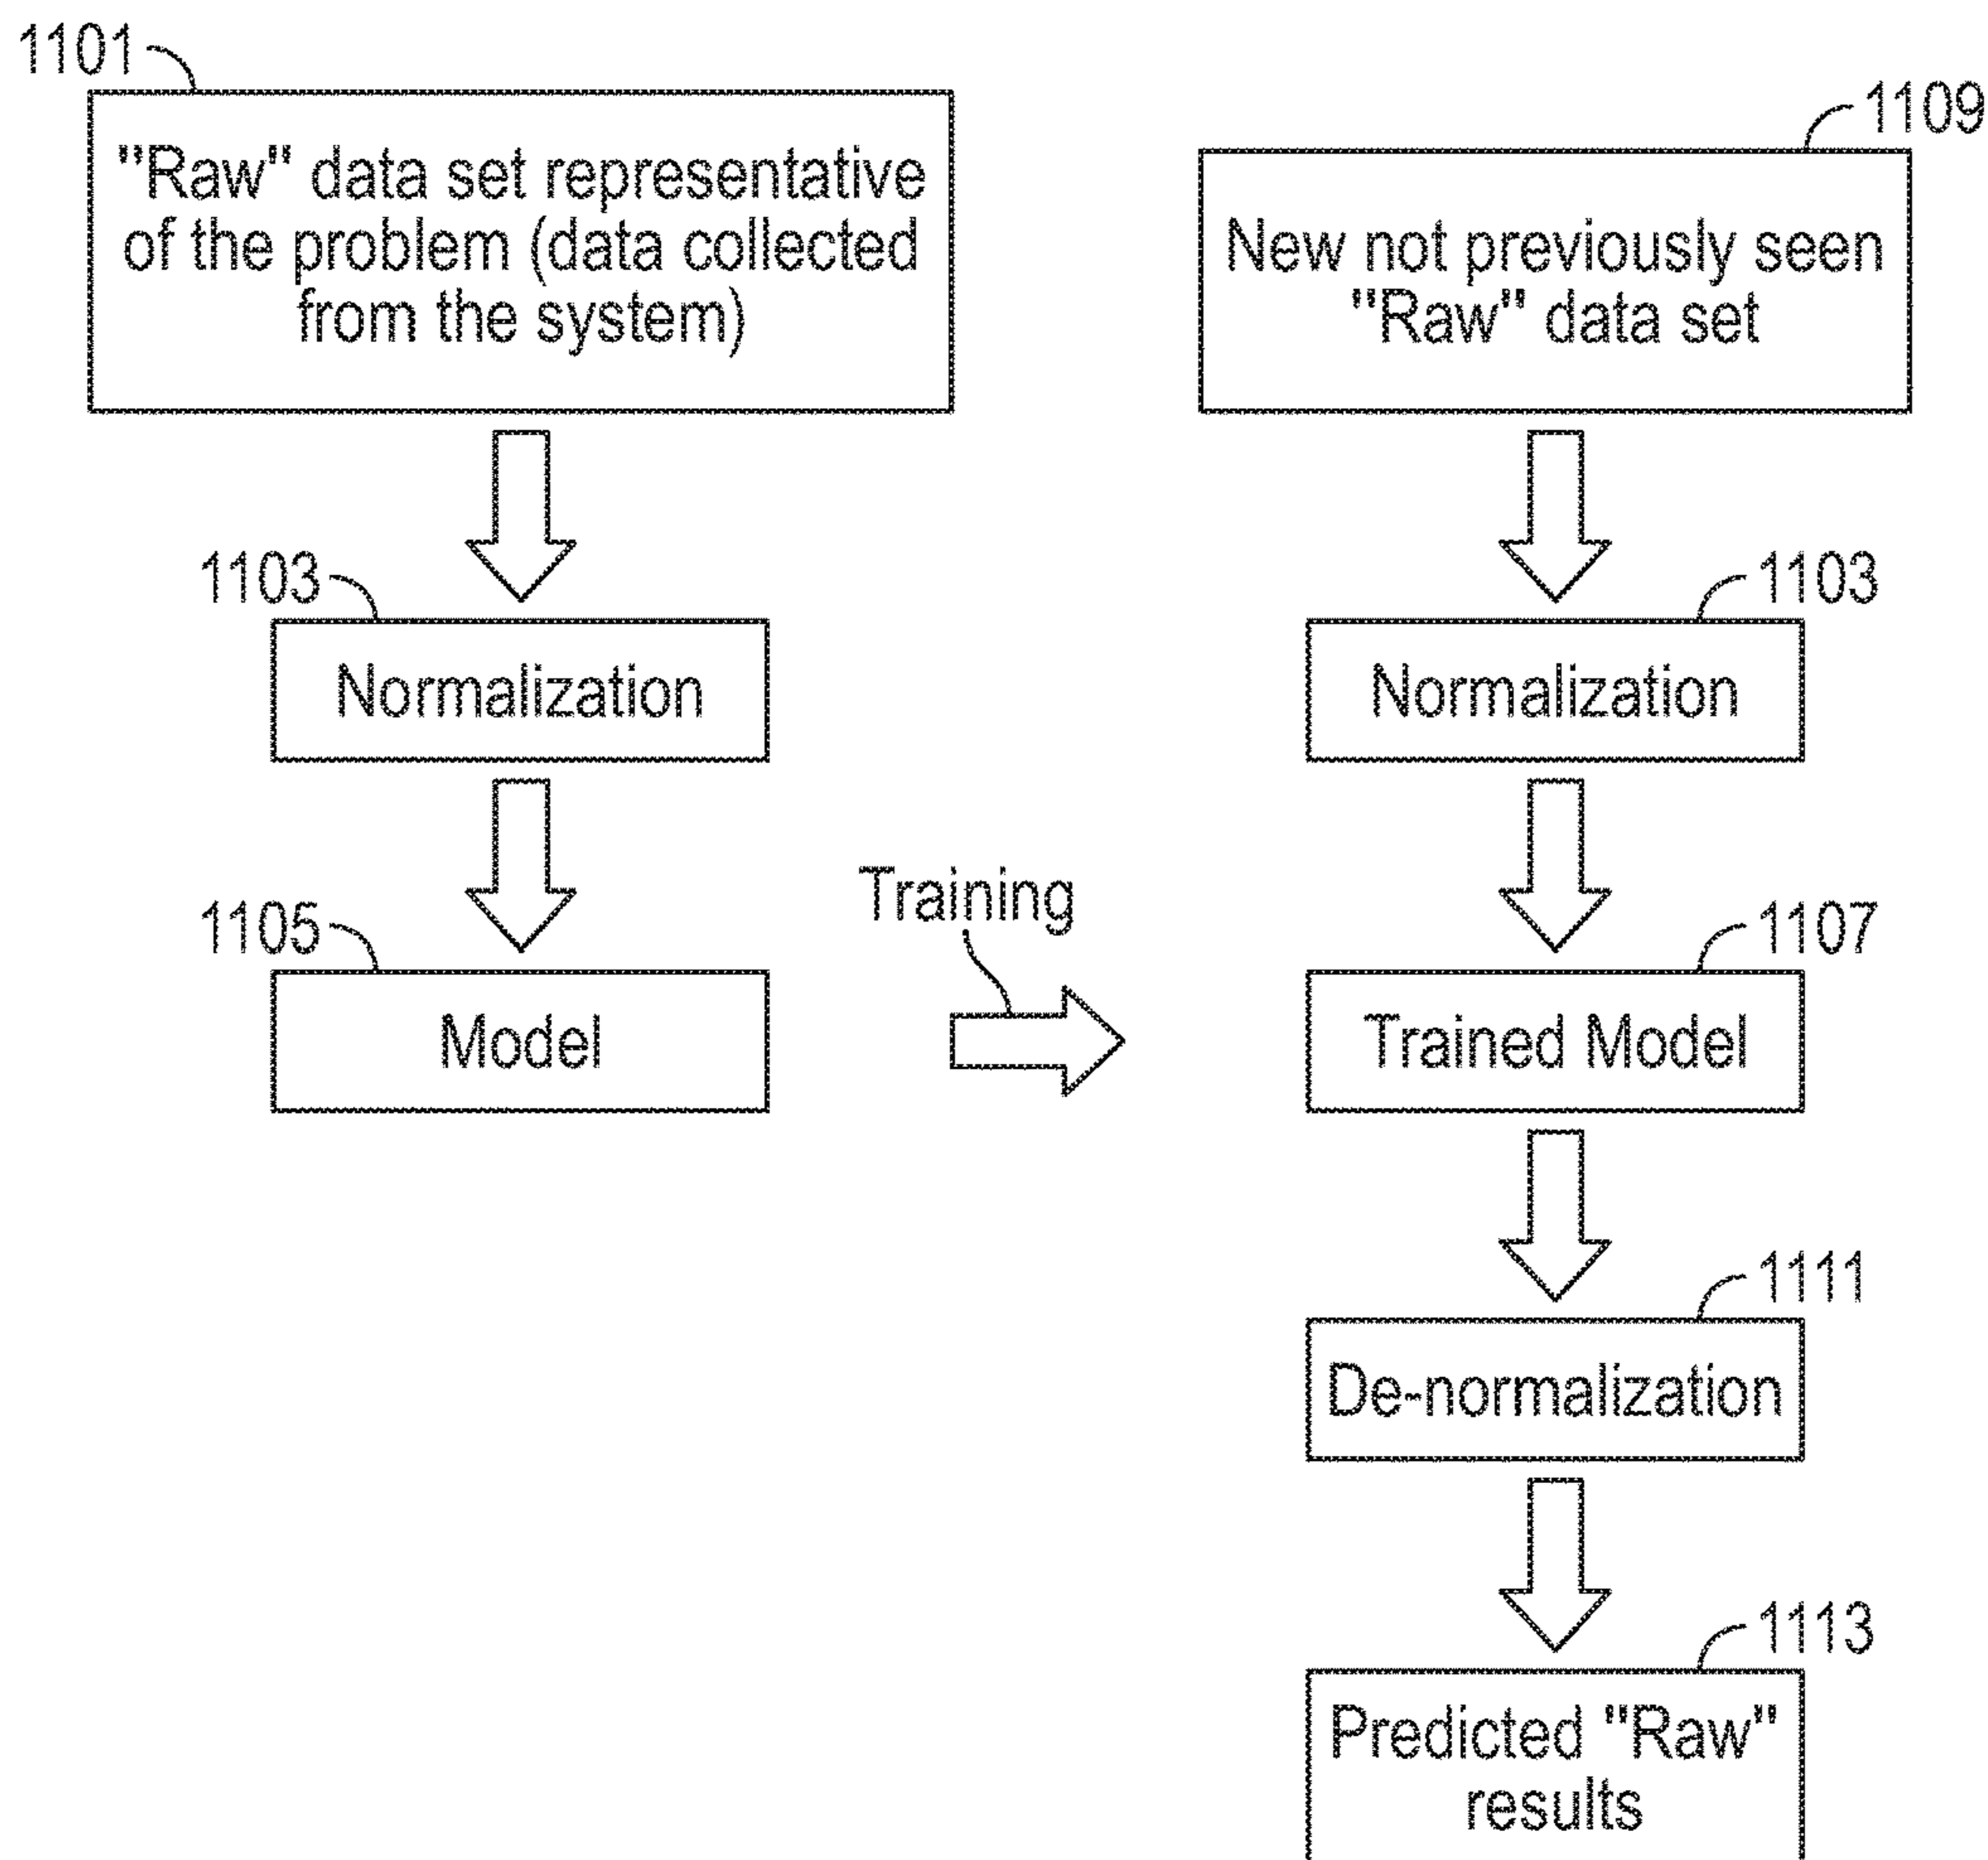 1101
"Raw" data set representative
of the problem (data collected
from the system)
1103
Normalization
1105
Model
Training
1109
New not previously seen
"Raw" data set
1103
Normalization
1107
Trained Model
1111
De-normalization
1113
Predicted "Raw"
results